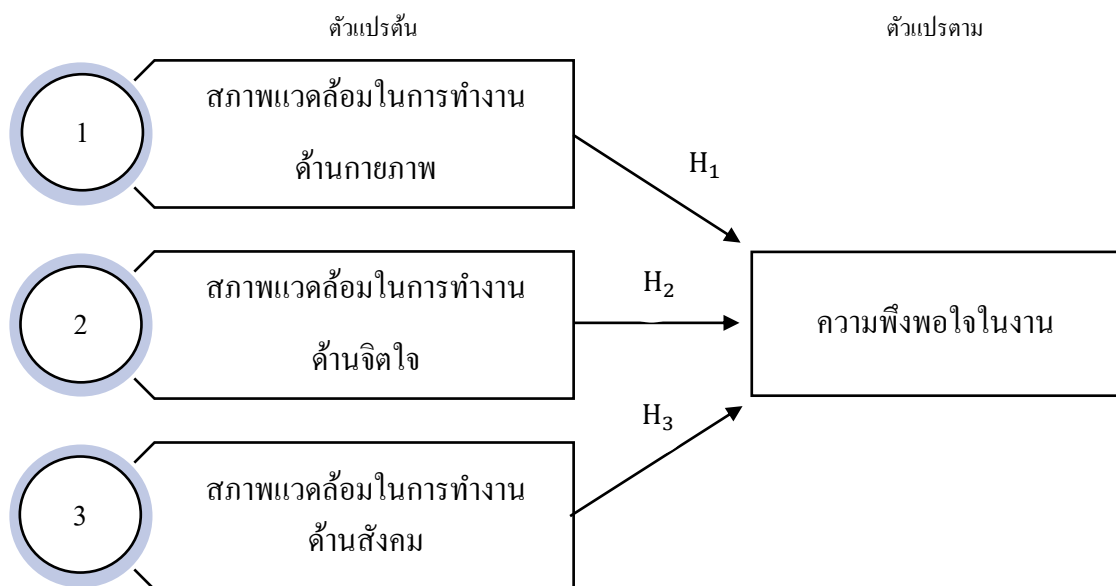 ตัวแปรต้น
ตัวแปรตาม
1
สภาพแวดล้อมในการทำงาน
ด้านกายภาพ
H₁
2
สภาพแวดล้อมในการทำงาน
ด้านจิตใจ
H₂
ความพึงพอใจในงาน
3
สภาพแวดล้อมในการทำงาน
ด้านสังคม
H₃